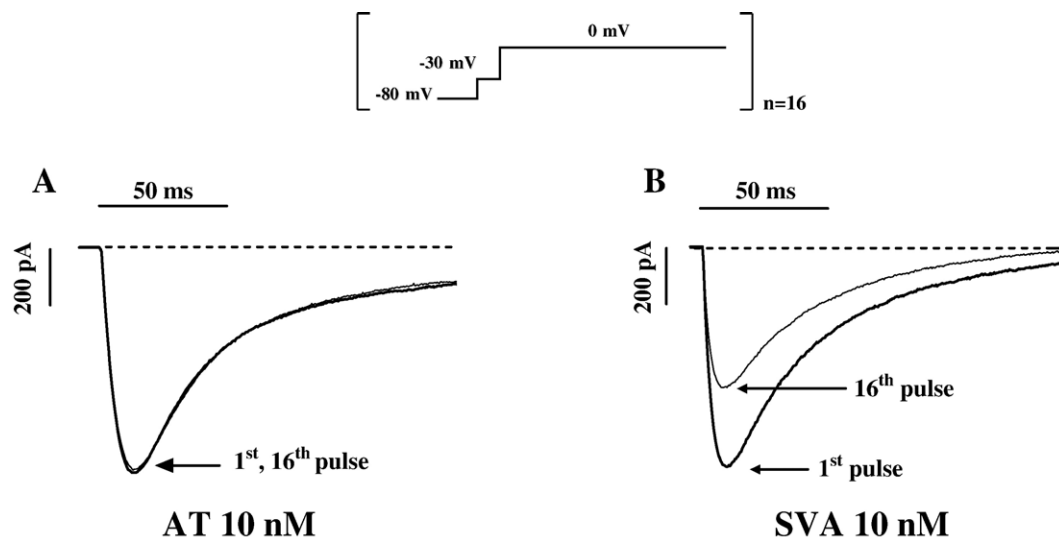 0 mV
-30 mV
-80 mV
n=16
A
50 ms
200 pA
1st, 16th pulse
AT 10 nM
B
50 ms
200 pA
16th pulse
1st pulse
SVA 10 nM